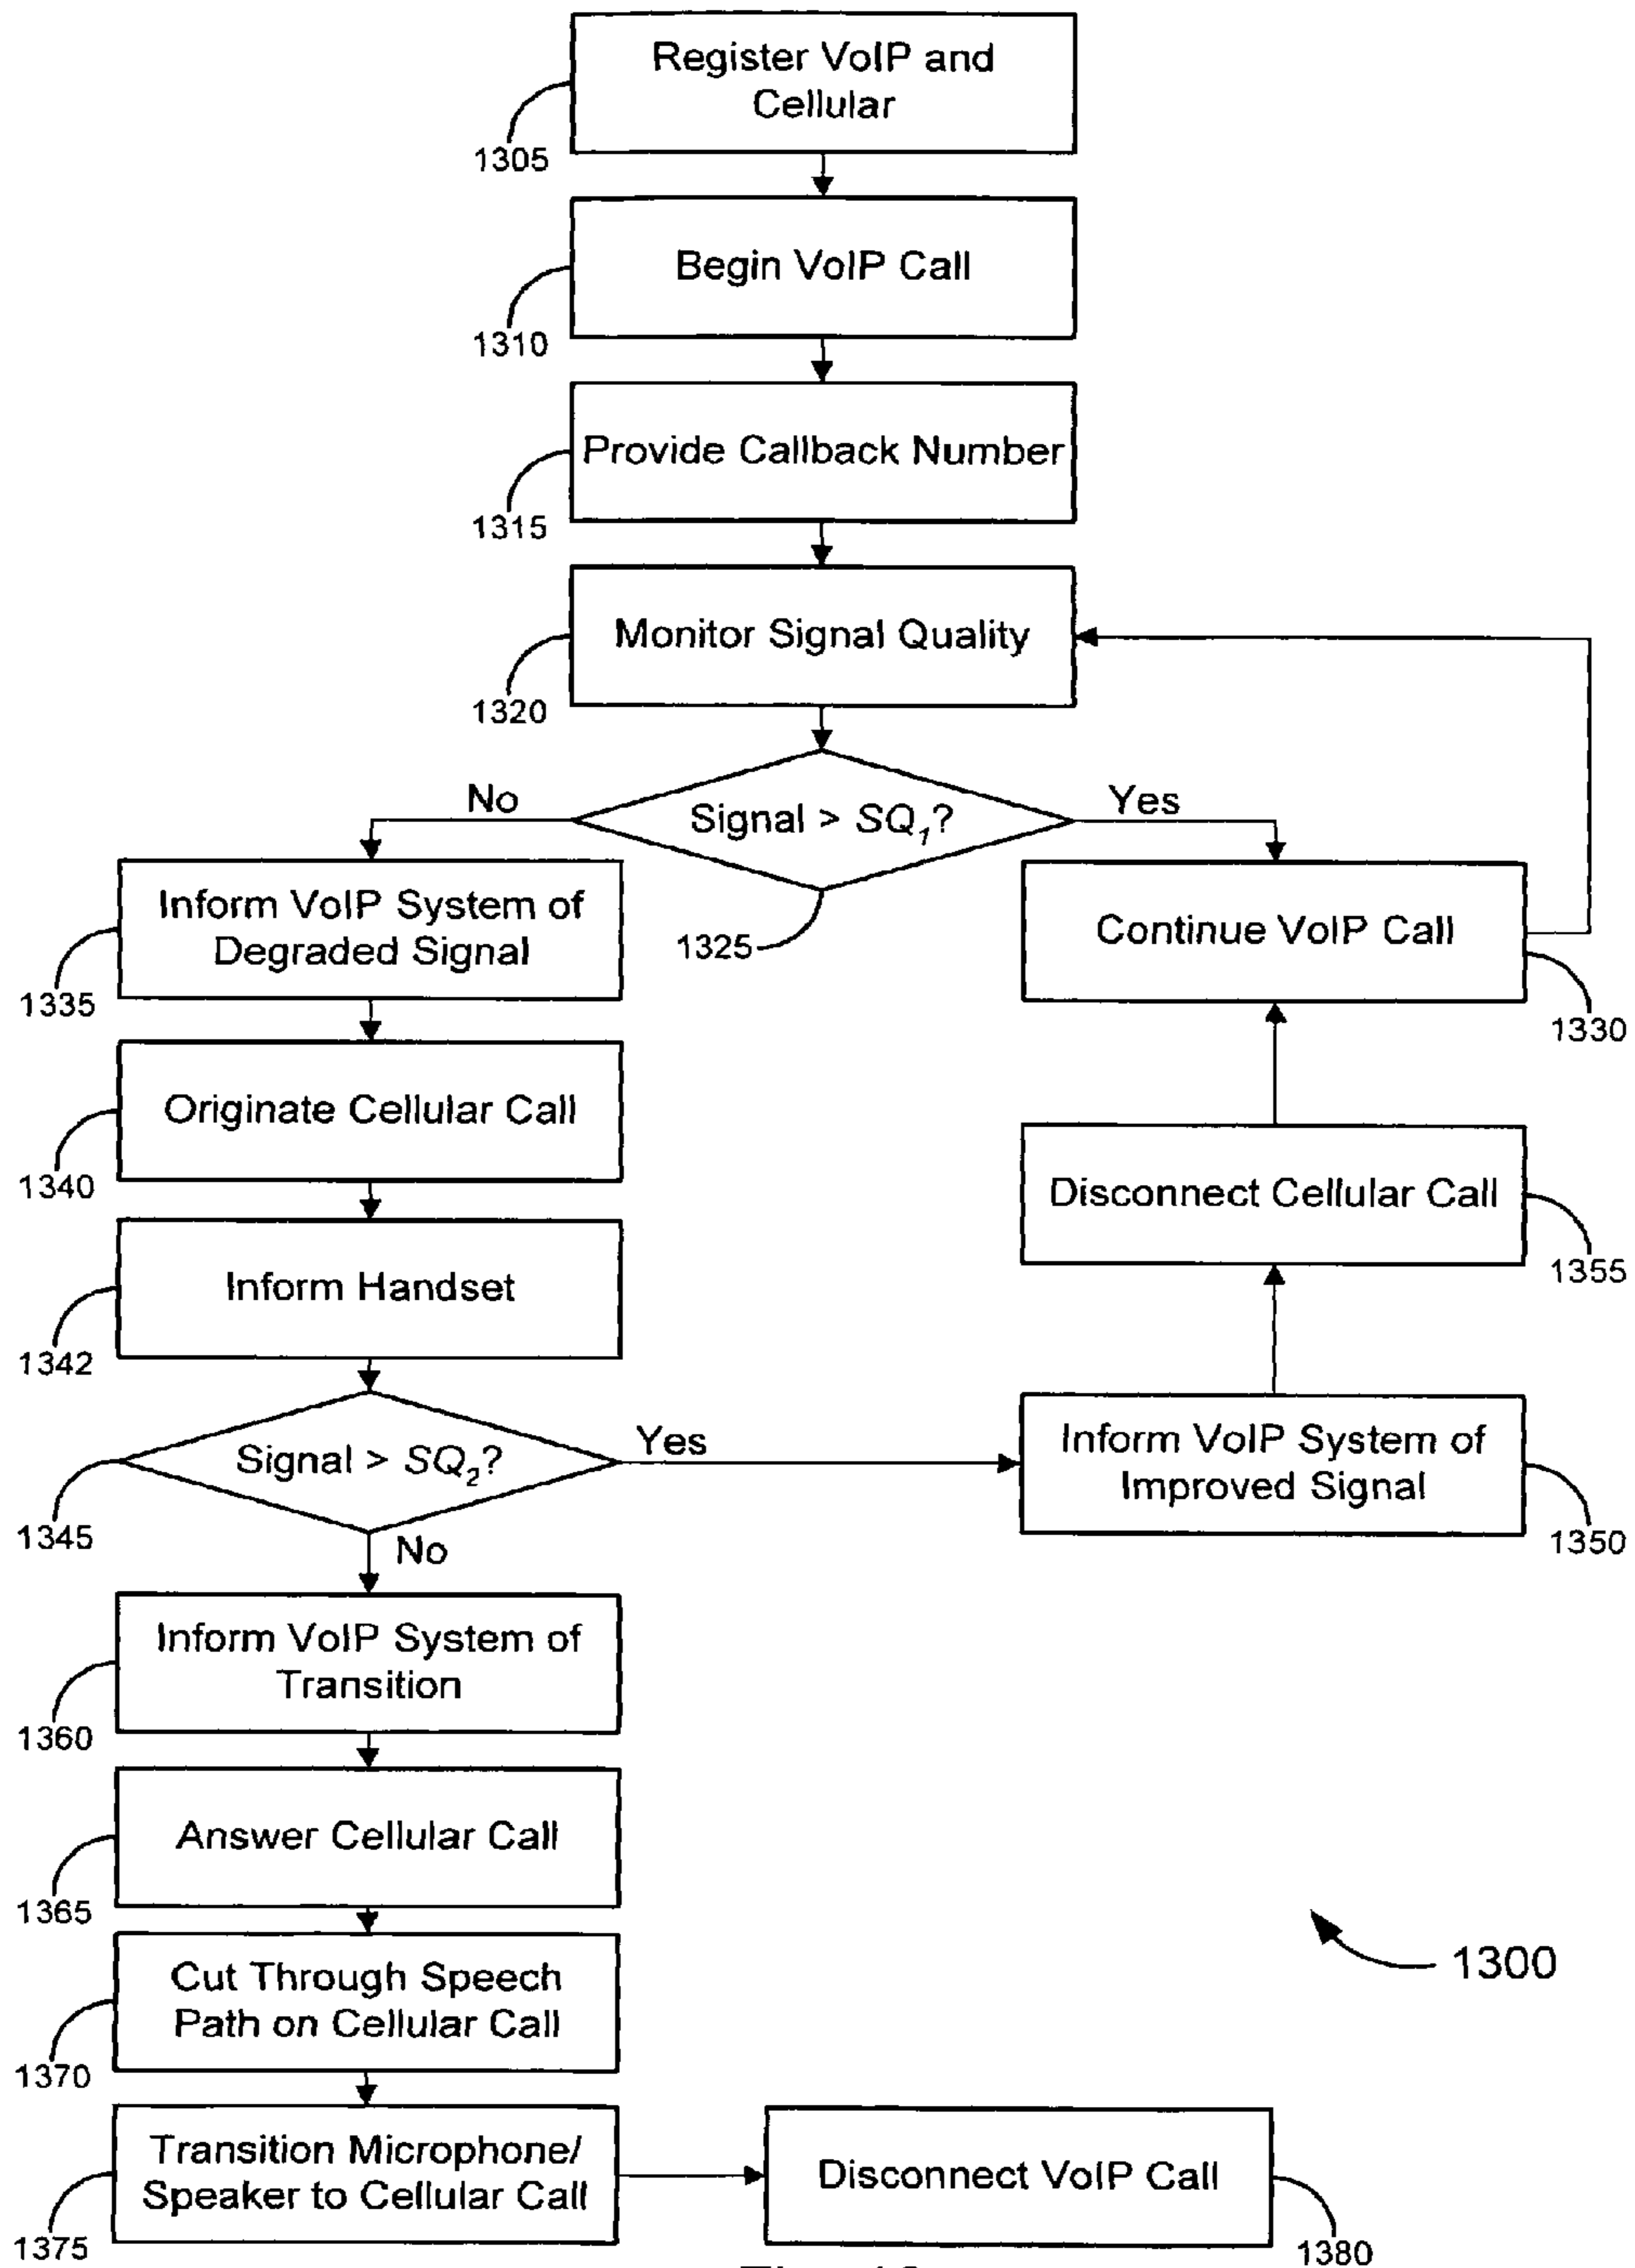 Register VoIP and
Cellular
1305
Begin VoIP Call
1310
Provide Callback Number
1315
Monitor Signal Quality
1320
No
Signal > SQ1?
Yes
1325
Inform VoIP System of
Degraded Signal
1335
Continue VoIP Call
1330
Originate Cellular Call
1340
Disconnect Cellular Call
1355
Inform Handset
1342
Signal > SQ2?
Yes
1345
No
Inform VoIP System of
Improved Signal
1350
Inform VoIP System of
Transition
1360
Answer Cellular Call
1365
Cut Through Speech
Path on Cellular Call
1370
1300
Transition Microphone/
Speaker to Cellular Call
1375
Disconnect VoIP Call
1380